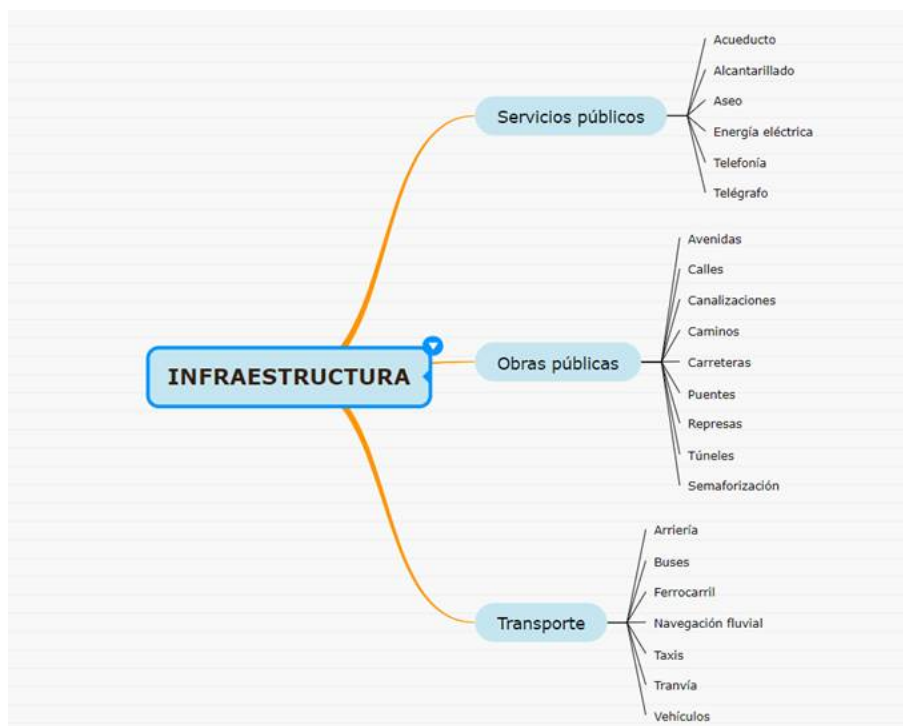 INFRAESTRUCTURA
Servicios públicos
Acueducto
Alcantarillado
Aseo
Energía eléctrica
Telefonía
Telégrafo
Obras públicas
Avenidas
Calles
Canalizaciones
Caminos
Carreteras
Puentes
Represas
Túneles
Semaforización
Transporte
Arriería
Buses
Ferrocarril
Navegación fluvial
Taxis
Tranvía
Vehículos